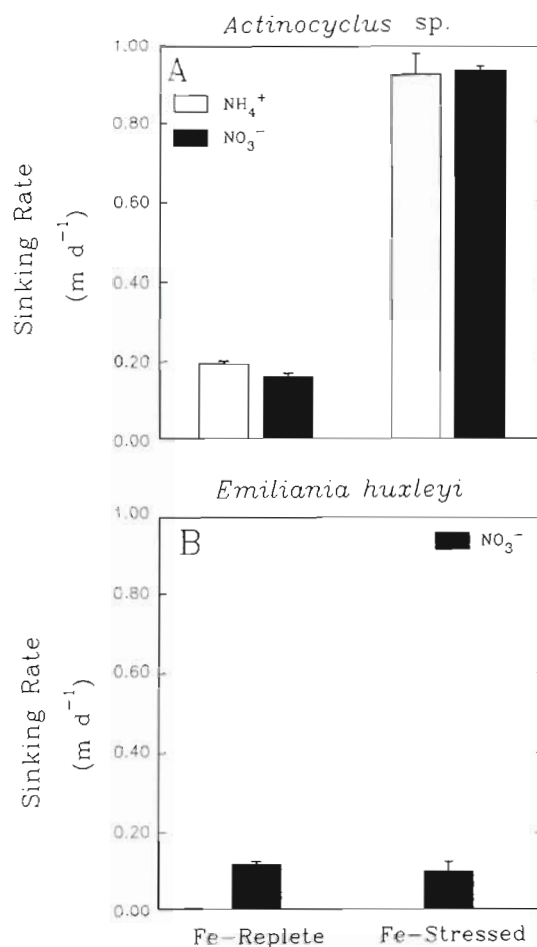 Actinocyclus sp.
A
NH₄⁺
NO₃⁻
1.00
0.80
0.60
0.40
0.20
0.00
Sinking Rate
(m d⁻¹)
Emiliania huxleyi
B
NO₃⁻
1.00
0.80
0.60
0.40
0.20
0.00
Sinking Rate
(m d⁻¹)
Fe-Replete
Fe-Stressed